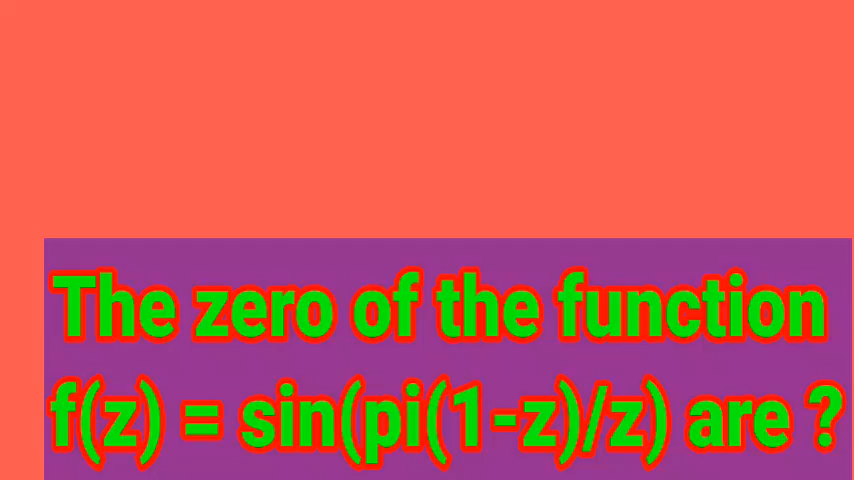 The zero of the function
f(z) = sin(pi(1-z)/z) are ?